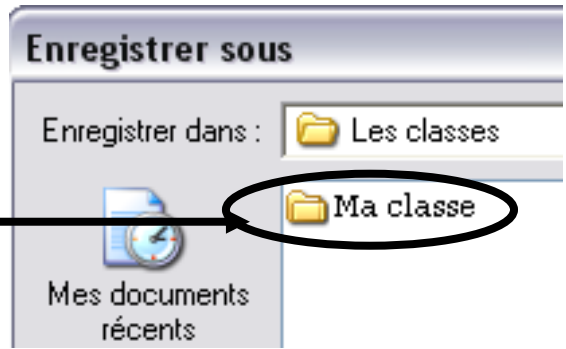 Enregistrer sous
Enregistrer dans : Les classes
Ma classe
Mes documents
récents